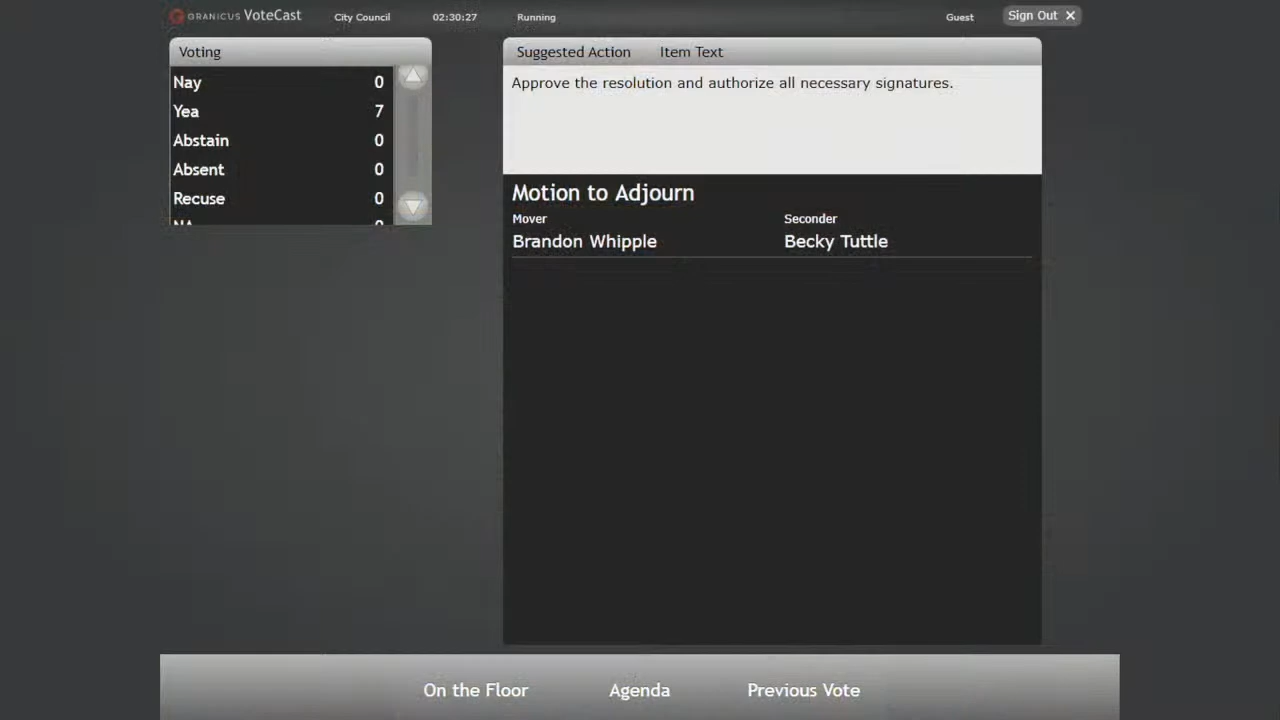 GRANICUS VoteCast City Council 02:30:27 Running Guest Sign Out X
Voting
Nay 0
Yea 7
Abstain 0
Absent 0
Recuse 0
NA 0
Suggested Action Item Text
Approve the resolution and authorize all necessary signatures.
Motion to Adjourn
Mover Seconder
Brandon Whipple Becky Tuttle
On the Floor Agenda Previous Vote